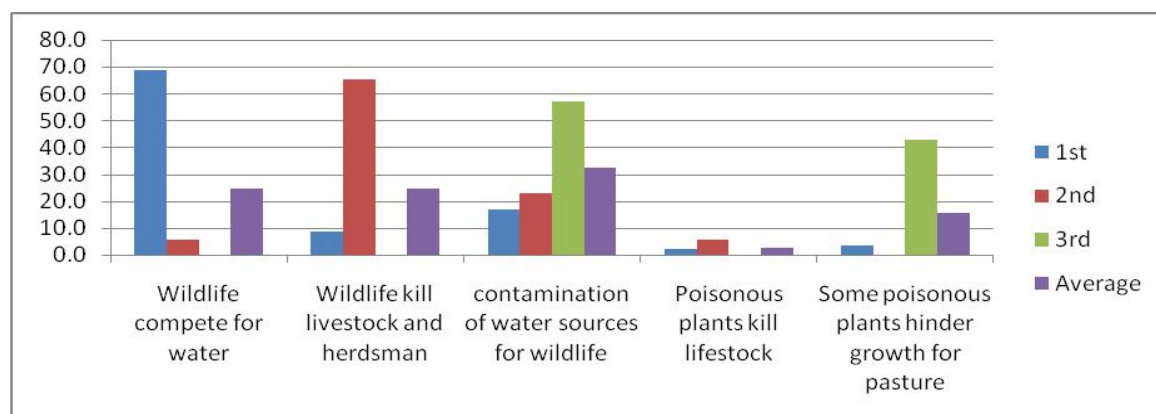 80.0
70.0
60.0
50.0
40.0
30.0
20.0
10.0
0.0
Wildlife
compete for
water
Wildlife kill
livestock and
herdsman
contamination
of water sources
for wildlife
Poisonous
plants kill
lifestock
Some poisonous
plants hinder
growth for
pasture
1st
2nd
3rd
Average